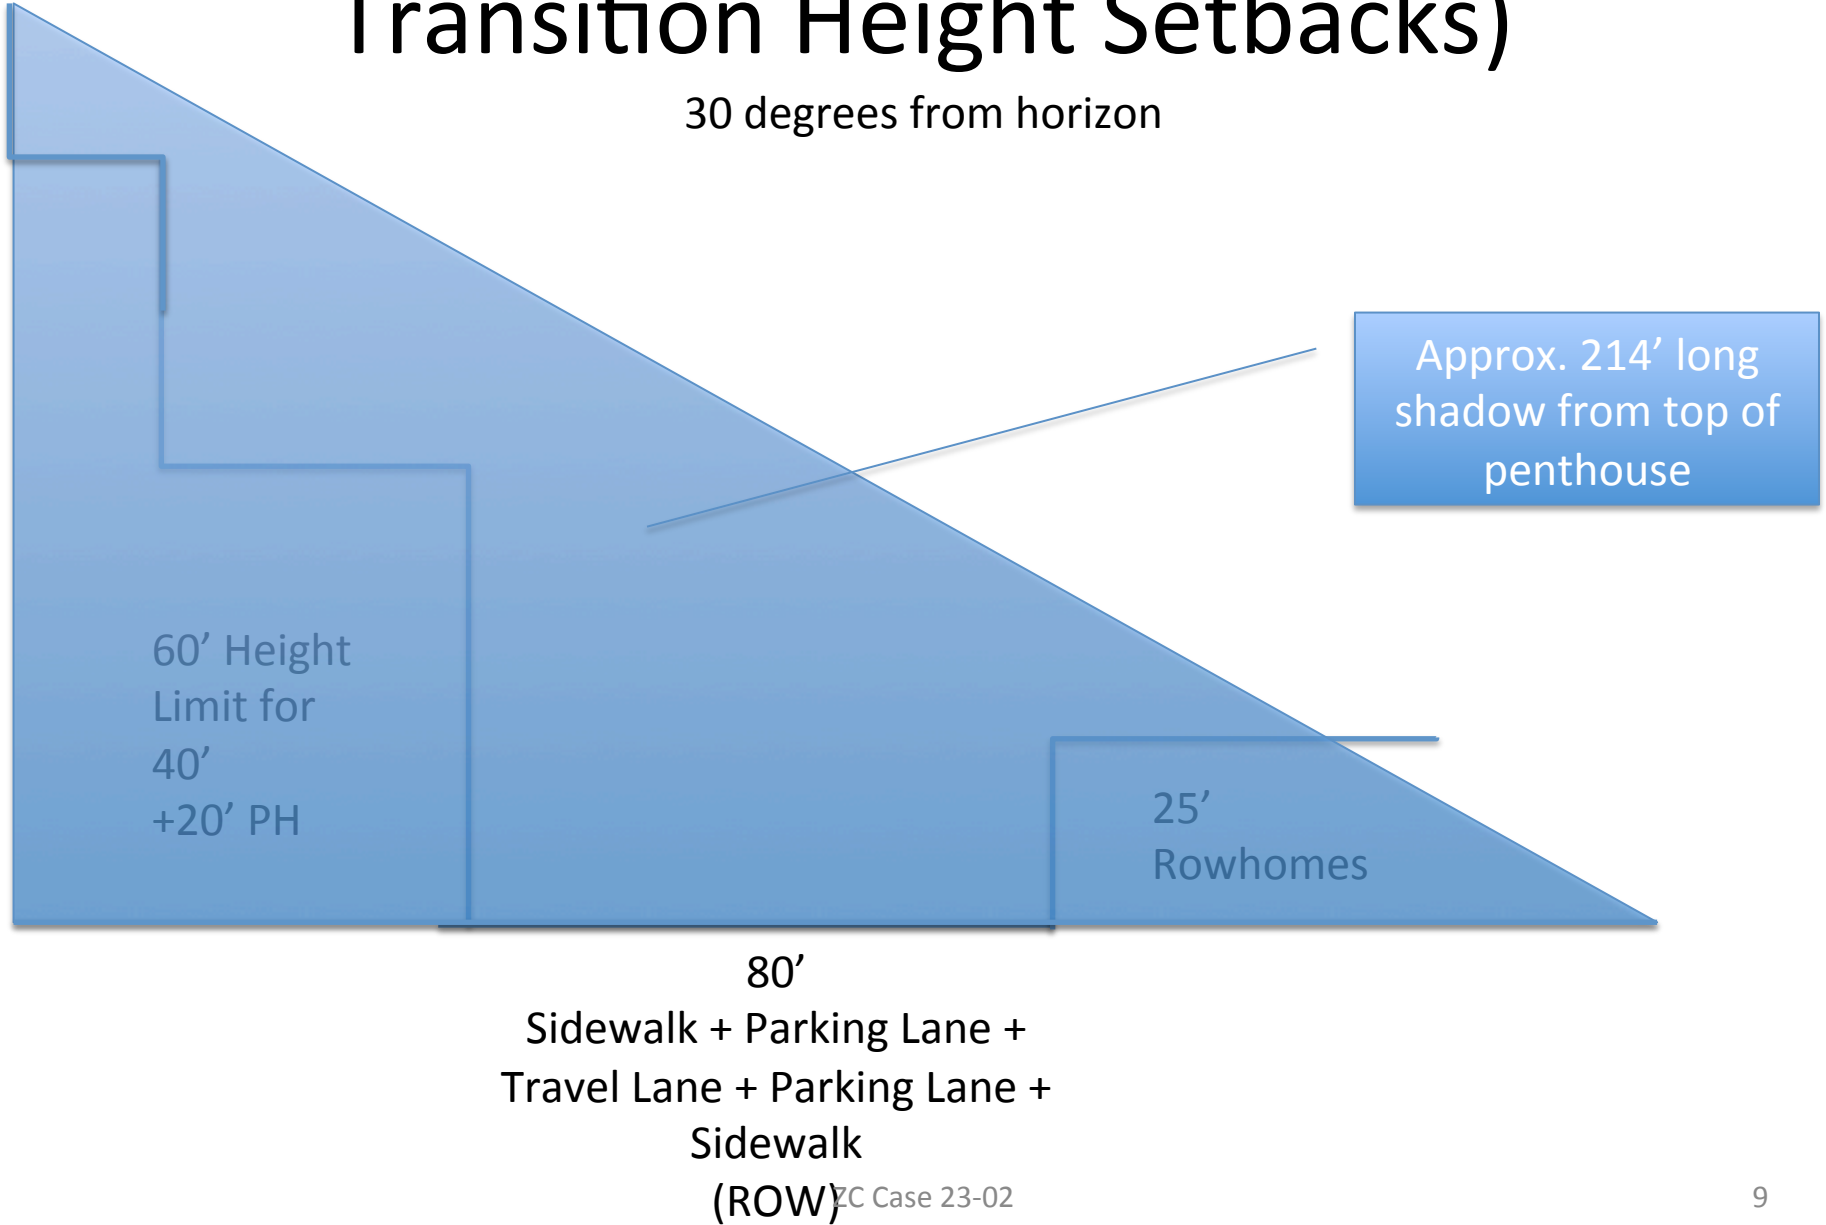 Transition Height Setbacks)
30 degrees from horizon
Approx. 214’ long
shadow from top of
penthouse
60’ Height
Limit for
40’
+20’ PH
25’
Rowhomes
80’
Sidewalk + Parking Lane +
Travel Lane + Parking Lane +
Sidewalk
(ROW)
ZC Case 23-02
9